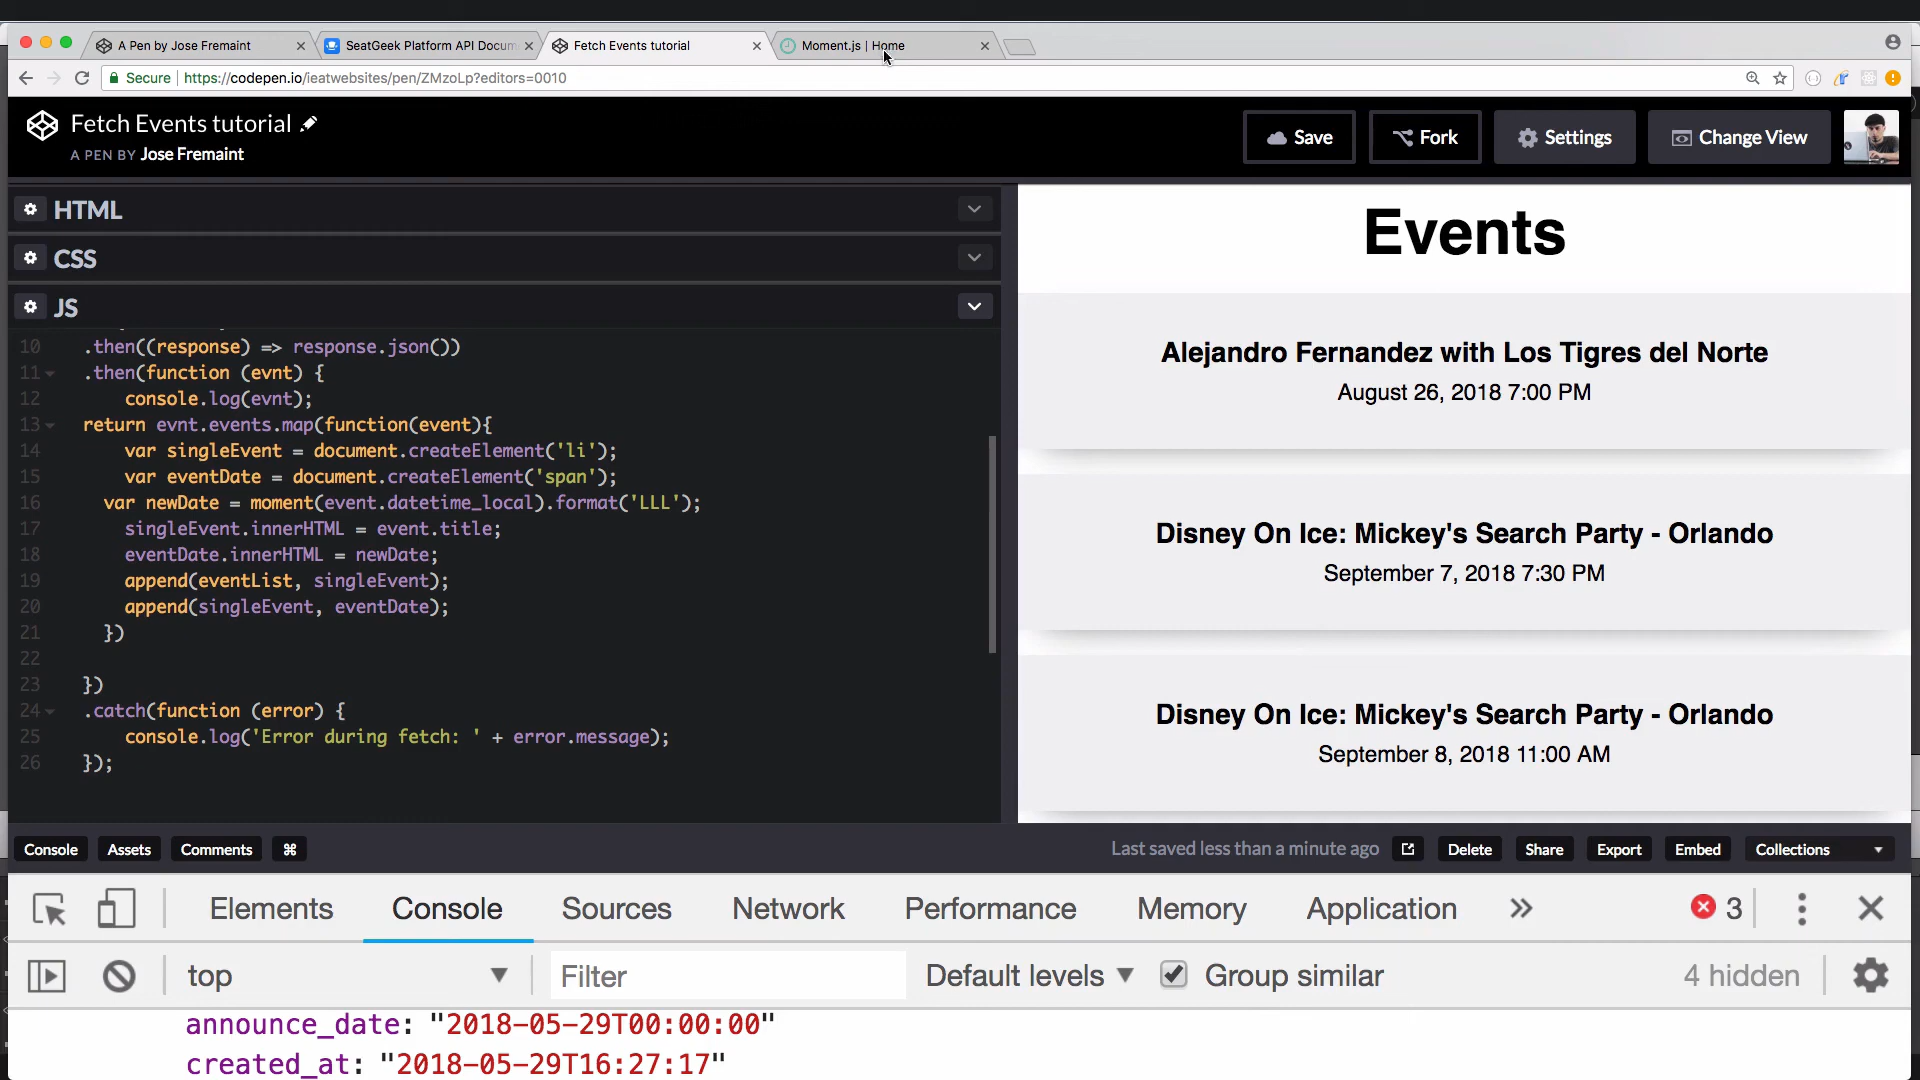 A Pen by Jose Fremaint
SeatGeek Platform API Docum
Fetch Events tutorial
Moment.js | Home
Secure
https://codepen.io/ieatwebsites/pen/ZMzoLp?editors=0010
Fetch Events tutorial
A PEN BY Jose Fremaint
Save
Fork
Settings
Change View
HTML
CSS
JS
10 .then((response) => response.json())
11 .then(function (evnt) {
12 console.log(evnt);
13 return evnt.events.map(function(event){
14 var singleEvent = document.createElement('li');
15 var eventDate = document.createElement('span');
16 var newDate = moment(event.datetime_local).format('LLL');
17 singleEvent.innerHTML = event.title;
18 eventDate.innerHTML = newDate;
19 append(eventList, singleEvent);
20 append(singleEvent, eventDate);
21 })
22
23 })
24 .catch(function (error) {
25 console.log('Error during fetch: ' + error.message);
26 });
Events
Alejandro Fernandez with Los Tigres del Norte
August 26, 2018 7:00 PM
Disney On Ice: Mickey's Search Party - Orlando
September 7, 2018 7:30 PM
Disney On Ice: Mickey's Search Party - Orlando
September 8, 2018 11:00 AM
Console
Assets
Comments
⌘
Last saved less than a minute ago
Delete
Share
Export
Embed
Collections
Elements
Console
Sources
Network
Performance
Memory
Application
3
top
Filter
Default levels
Group similar
4 hidden
announce_date: "2018-05-29T00:00:00"
created_at: "2018-05-29T16:27:17"